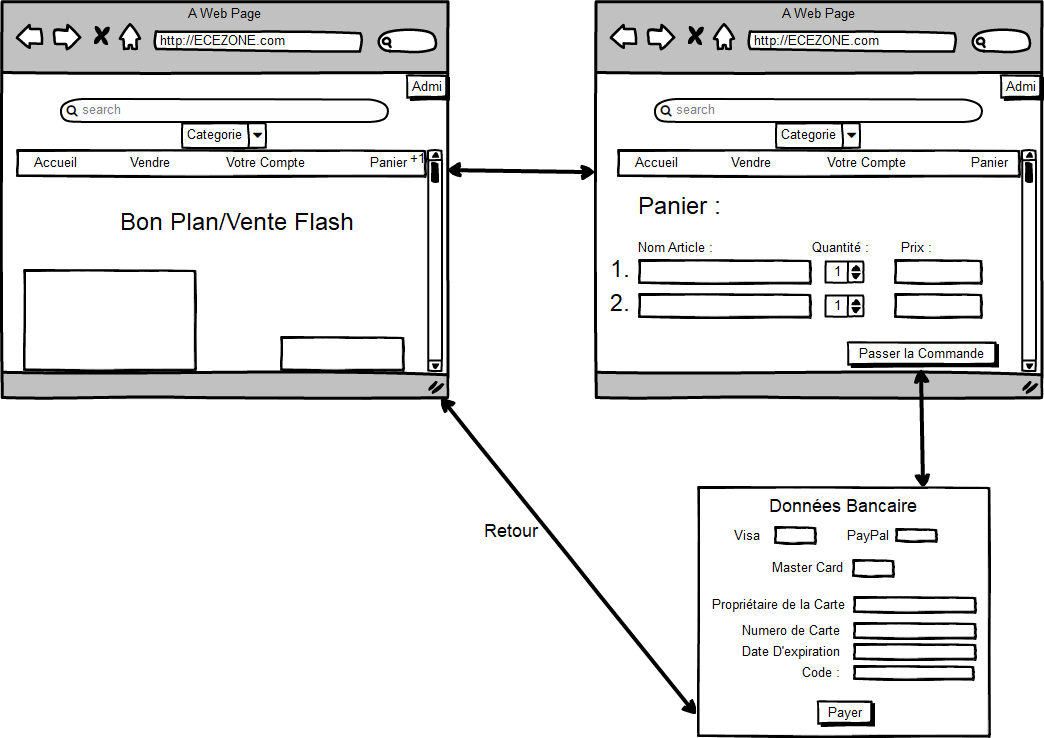 A Web Page
http://ECEZONE.com
Admi
search
Categorie
Accueil Vendre Votre Compte Panier +1
Bon Plan/Vente Flash
A Web Page
http://ECEZONE.com
Admi
search
Categorie
Accueil Vendre Votre Compte Panier
Panier :
Nom Article : Quantité : Prix :
1. 1
2. 1
Passer la Commande
Retour
Données Bancaire
Visa PayPal
Master Card
Propriétaire de la Carte
Numero de Carte
Date D'expiration
Code :
Payer